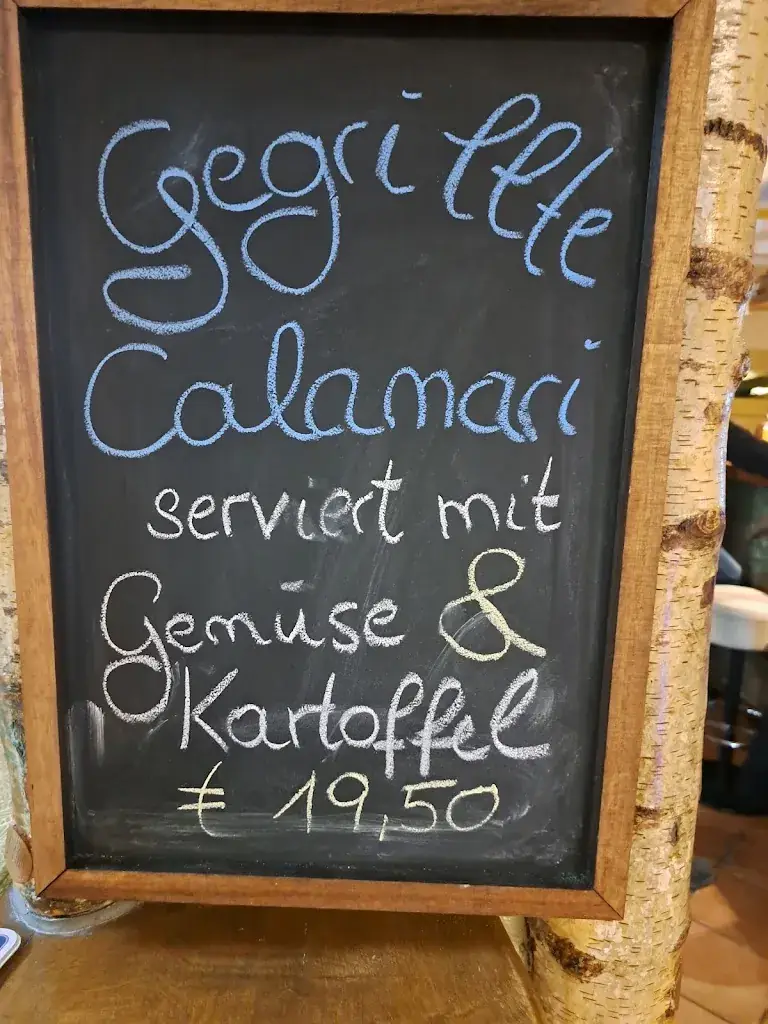 Gegrillte
Calamari
serviert mit
Gemüse &
Kartoffel
€ 19,50